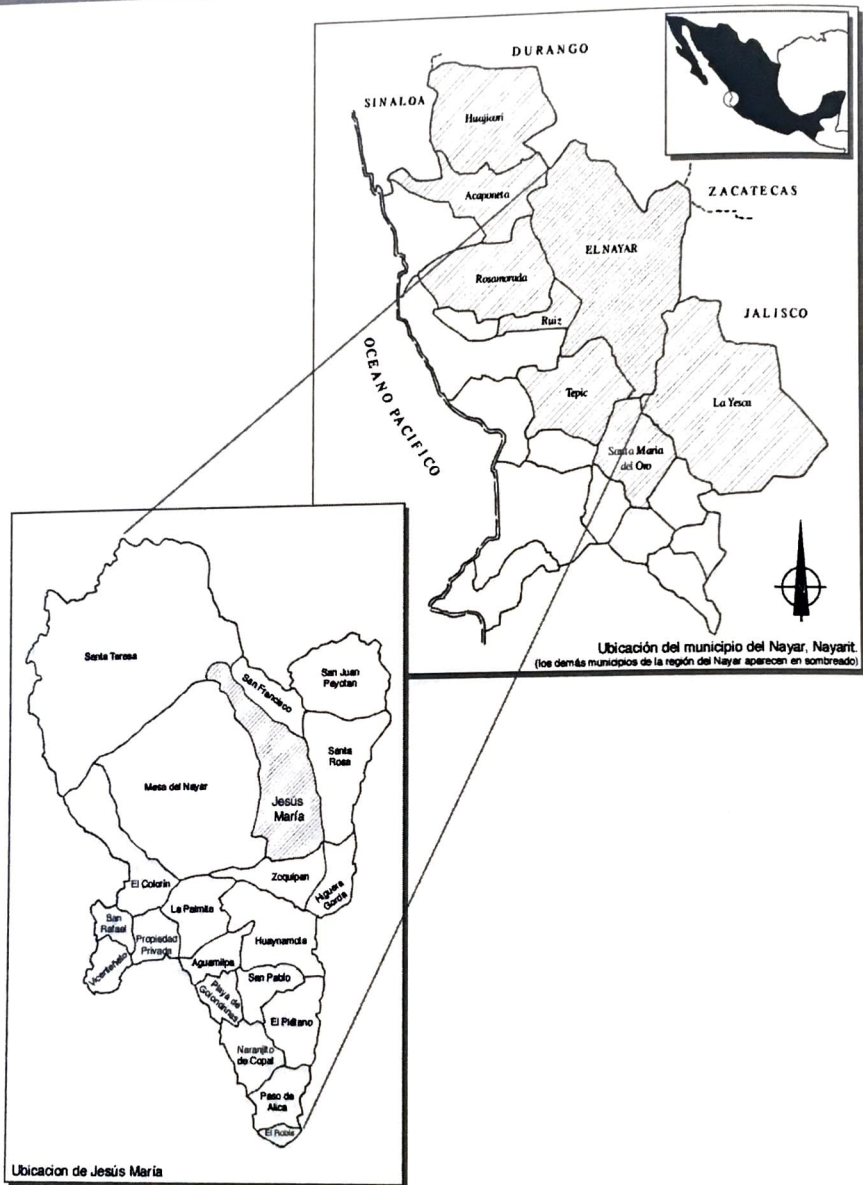 DURANGO
SINALOA
Huajicori
Acaponeta
ZACATECAS
EL NAYAR
Rosamorada
Ruiz
JALISCO
OCEANO PACIFICO
Tepic
La Yesca
Santa Maria
del Oro
Ubicación del municipio del Nayar, Nayarit.
(los demás municipios de la región del Nayar aparecen en sombreado)
Santa Teresa
San Francisco
San Juan
Peyotan
Santa
Rosa
Mesa del Nayar
Jesús
María
Zoquipan
Higuera
Gorda
El Colorin
La Palmita
San
Rafael
Propiedad
Privada
Huaynamota
Vicenteñelo
Aguamilpa
San Pablo
Playa de
Golondrinas
El Plátano
Naranjito
de Copal
Paso de
Alica
El Roble
Ubicacion de Jesús María